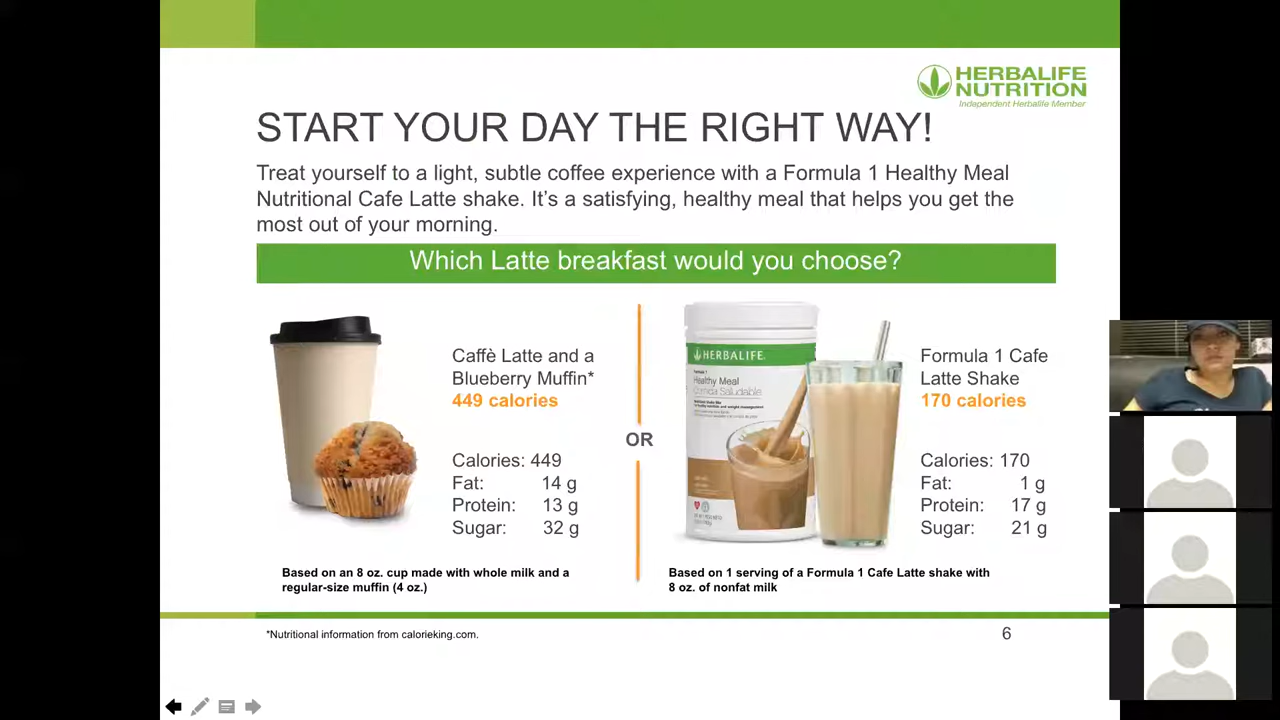 HERBALIFE
NUTRITION
Independent Herbalife Member
START YOUR DAY THE RIGHT WAY!
Treat yourself to a light, subtle coffee experience with a Formula 1 Healthy Meal
Nutritional Cafe Latte shake. It’s a satisfying, healthy meal that helps you get the
most out of your morning.
Which Latte breakfast would you choose?
Caffè Latte and a
Blueberry Muffin*
449 calories
Calories: 449
Fat: 14 g
Protein: 13 g
Sugar: 32 g
Based on an 8 oz. cup made with whole milk and a
regular-size muffin (4 oz.)
OR
HERBALIFE
Formula 1
Healthy Meal
Formula 1 Cafe
Latte Shake
170 calories
Calories: 170
Fat: 1 g
Protein: 17 g
Sugar: 21 g
Based on 1 serving of a Formula 1 Cafe Latte shake with
8 oz. of nonfat milk
*Nutritional information from calorieking.com.
6